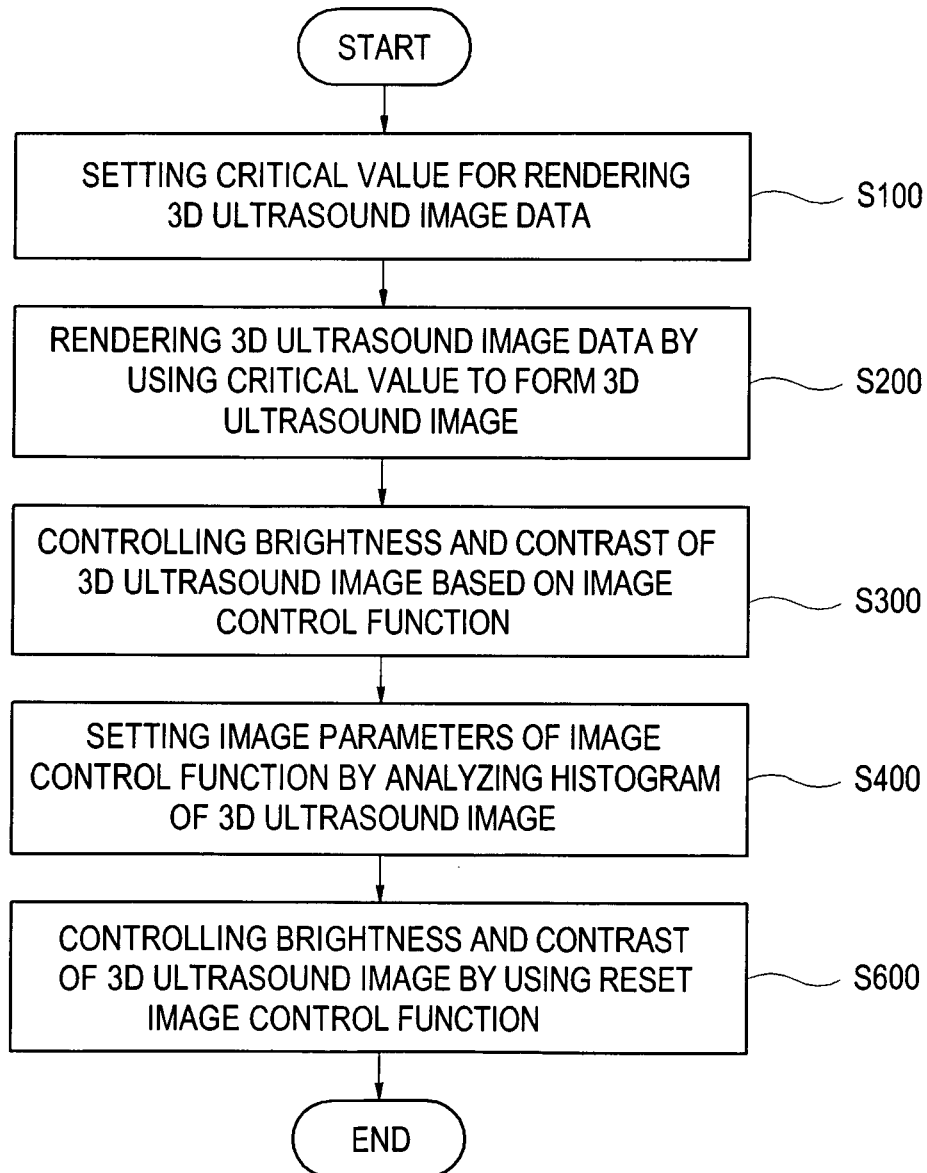 START
SETTING CRITICAL VALUE FOR RENDERING
3D ULTRASOUND IMAGE DATA
S100
RENDERING 3D ULTRASOUND IMAGE DATA BY
USING CRITICAL VALUE TO FORM 3D
ULTRASOUND IMAGE
S200
CONTROLLING BRIGHTNESS AND CONTRAST OF
3D ULTRASOUND IMAGE BASED ON IMAGE
CONTROL FUNCTION
S300
SETTING IMAGE PARAMETERS OF IMAGE
CONTROL FUNCTION BY ANALYZING HISTOGRAM
OF 3D ULTRASOUND IMAGE
S400
CONTROLLING BRIGHTNESS AND CONTRAST
OF 3D ULTRASOUND IMAGE BY USING RESET
IMAGE CONTROL FUNCTION
S600
END